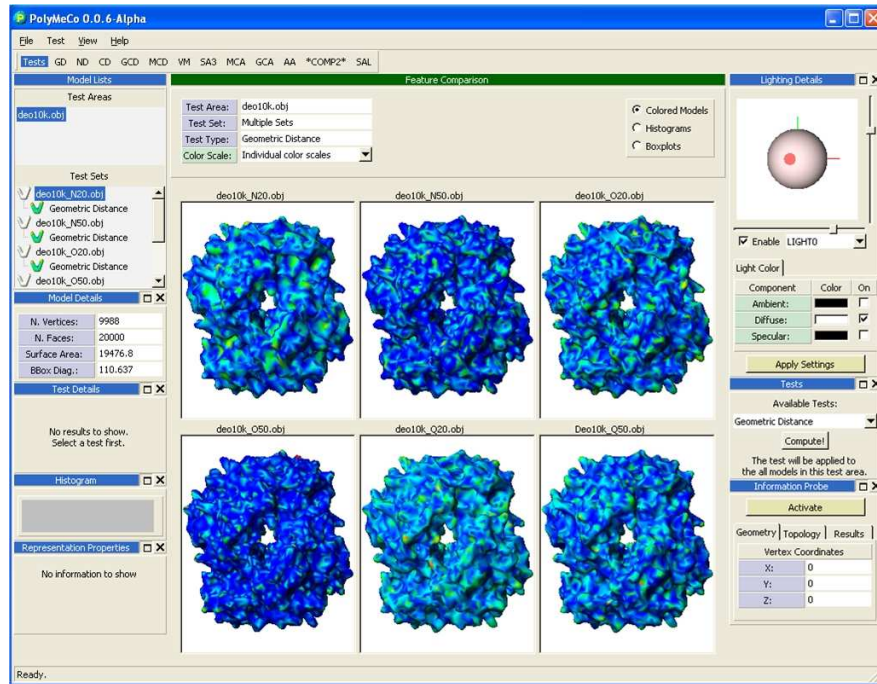 PolyMeCo 0.0.6-Alpha
File Test View Help
Tests GD ND CD GCD MCD VM SA3 MCA GCA AA *COMP2* SAL
Model Lists
Test Areas
deo10k.obj
Test Sets
deo10k_N20.obj
Geometric Distance
deo10k_N50.obj
Geometric Distance
deo10k_O20.obj
Geometric Distance
deo10k_O50.obj
Model Details
N. Vertices: 9988
N. Faces: 20000
Surface Area: 19476.8
BBox Diag.: 110.637
Test Details
No results to show.
Select a test first.
Histogram
Representation Properties
No information to show
Feature Comparison
Test Area: deo10k.obj
Test Set: Multiple Sets
Test Type: Geometric Distance
Color Scale: Individual color scales
Colored Models
Histograms
Boxplots
deo10k_N20.obj
deo10k_N50.obj
deo10k_O20.obj
deo10k_O50.obj
deo10k_Q20.obj
Deo10k_Q50.obj
Lighting Details
Enable LIGHT0
Light Color
Component Color On
Ambient:
Diffuse:
Specular:
Apply Settings
Tests
Available Tests:
Geometric Distance
Compute!
The test will be applied to
the all models in this test area.
Information Probe
Activate
Geometry Topology Results
Vertex Coordinates
X: 0
Y: 0
Z: 0
Ready.